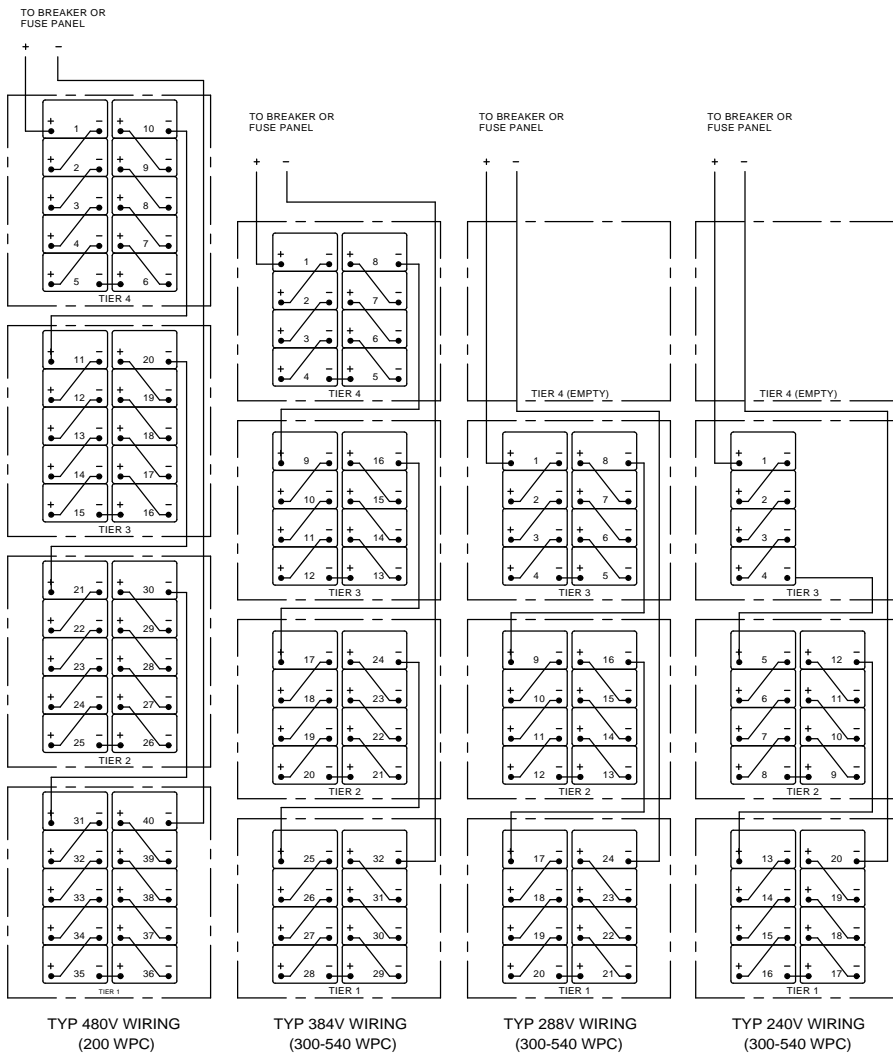 TO BREAKER OR
FUSE PANEL
+ −
+ 1 − + 10 −
+ 2 − + 9 −
+ 3 − + 8 −
+ 4 − + 7 −
+ 5 − + 6 −
TIER 4
+ 11 − + 20 −
+ 12 − + 19 −
+ 13 − + 18 −
+ 14 − + 17 −
+ 15 − + 16 −
TIER 3
+ 21 − + 30 −
+ 22 − + 29 −
+ 23 − + 28 −
+ 24 − + 27 −
+ 25 − + 26 −
TIER 2
+ 31 − + 40 −
+ 32 − + 39 −
+ 33 − + 38 −
+ 34 − + 37 −
+ 35 − + 36 −
TIER 1
TYP 480V WIRING
(200 WPC)
TO BREAKER OR
FUSE PANEL
+ −
+ 1 − + 8 −
+ 2 − + 7 −
+ 3 − + 6 −
+ 4 − + 5 −
TIER 4
+ 9 − + 16 −
+ 10 − + 15 −
+ 11 − + 14 −
+ 12 − + 13 −
TIER 3
+ 17 − + 24 −
+ 18 − + 23 −
+ 19 − + 22 −
+ 20 − + 21 −
TIER 2
+ 25 − + 32 −
+ 26 − + 31 −
+ 27 − + 30 −
+ 28 − + 29 −
TIER 1
TYP 384V WIRING
(300-540 WPC)
TO BREAKER OR
FUSE PANEL
+ −
TIER 4 (EMPTY)
+ 1 − + 8 −
+ 2 − + 7 −
+ 3 − + 6 −
+ 4 − + 5 −
TIER 3
+ 9 − + 16 −
+ 10 − + 15 −
+ 11 − + 14 −
+ 12 − + 13 −
TIER 2
+ 17 − + 24 −
+ 18 − + 23 −
+ 19 − + 22 −
+ 20 − + 21 −
TIER 1
TYP 288V WIRING
(300-540 WPC)
TO BREAKER OR
FUSE PANEL
+ −
TIER 4 (EMPTY)
+ 1 −
+ 2 −
+ 3 −
+ 4 −
TIER 3
+ 5 − + 12 −
+ 6 − + 11 −
+ 7 − + 10 −
+ 8 − + 9 −
TIER 2
+ 13 − + 20 −
+ 14 − + 19 −
+ 15 − + 18 −
+ 16 − + 17 −
TIER 1
TYP 240V WIRING
(300-540 WPC)